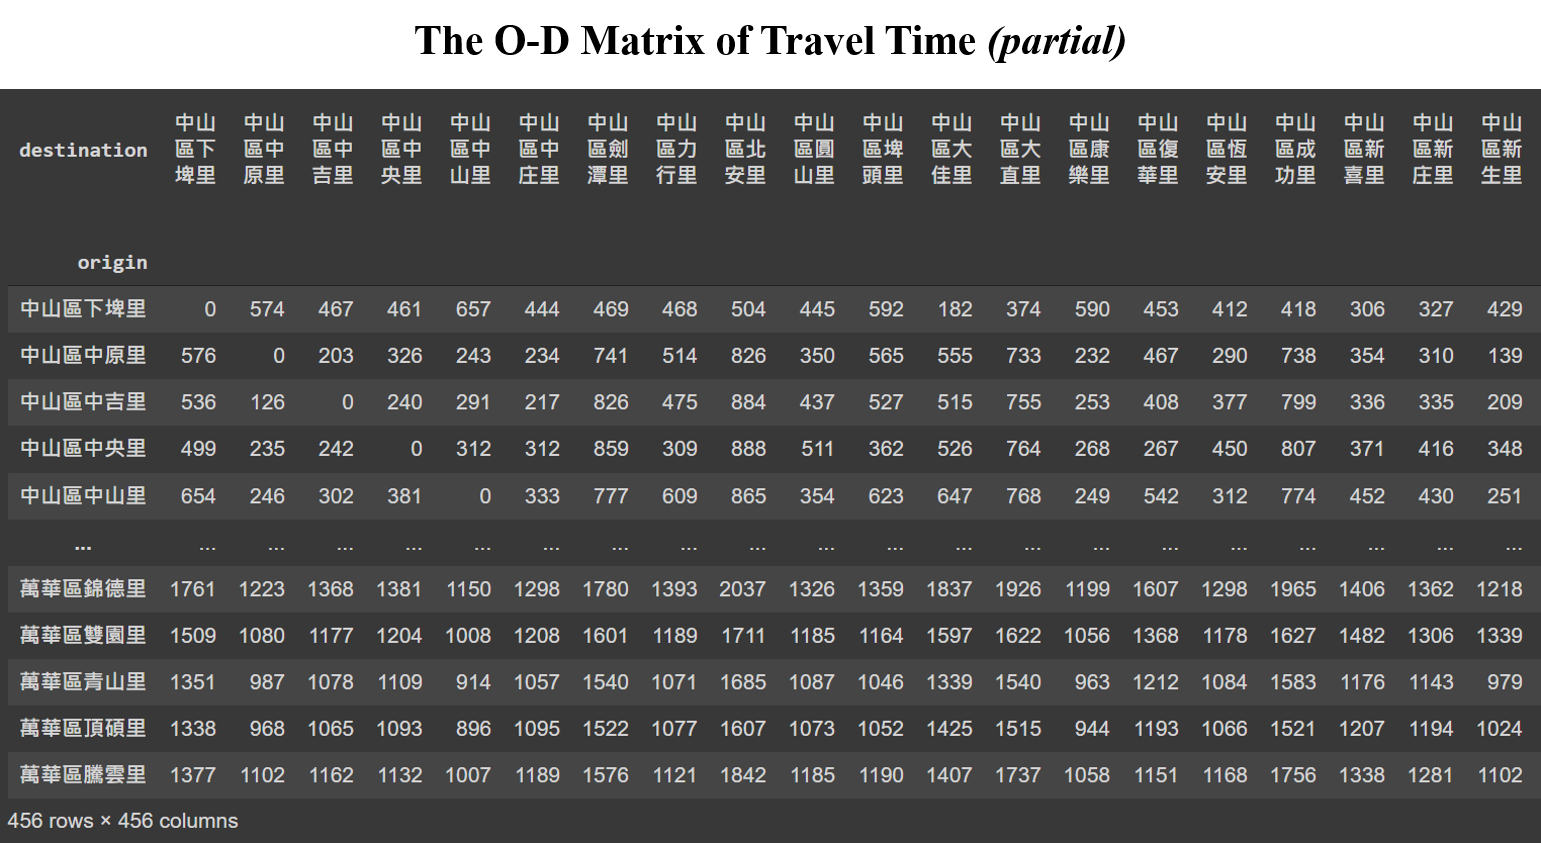 The O-D Matrix of Travel Time (partial)
destination 中山區下埤里 中山區中原里 中山區中吉里 中山區中央里 中山區中山里 中山區中庄里 中山區劍潭里 中山區力行里 中山區北安里 中山區圓山里 中山區埤頭里 中山區大佳里 中山區大直里 中山區康樂里 中山區復華里 中山區恆安里 中山區成功里 中山區新喜里 中山區新庄里 中山區新生里
origin
中山區下埤里 0 574 467 461 657 444 469 468 504 445 592 182 374 590 453 412 418 306 327 429
中山區中原里 576 0 203 326 243 234 741 514 826 350 565 555 733 232 467 290 738 354 310 139
中山區中吉里 536 126 0 240 291 217 826 475 884 437 527 515 755 253 408 377 799 336 335 209
中山區中央里 499 235 242 0 312 312 859 309 888 511 362 526 764 268 267 450 807 371 416 348
中山區中山里 654 246 302 381 0 333 777 609 865 354 623 647 768 249 542 312 774 452 430 251
... ... ... ... ... ... ... ... ... ... ... ... ... ... ... ... ... ... ... ... ...
萬華區錦德里 1761 1223 1368 1381 1150 1298 1780 1393 2037 1326 1359 1837 1926 1199 1607 1298 1965 1406 1362 1218
萬華區雙園里 1509 1080 1177 1204 1008 1208 1601 1189 1711 1185 1164 1597 1622 1056 1368 1178 1627 1482 1306 1339
萬華區青山里 1351 987 1078 1109 914 1057 1540 1071 1685 1087 1046 1339 1540 963 1212 1084 1583 1176 1143 979
萬華區頂碩里 1338 968 1065 1093 896 1095 1522 1077 1607 1073 1052 1425 1515 944 1193 1066 1521 1207 1194 1024
萬華區騰雲里 1377 1102 1162 1132 1007 1189 1576 1121 1842 1185 1190 1407 1737 1058 1151 1168 1756 1338 1281 1102
456 rows × 456 columns